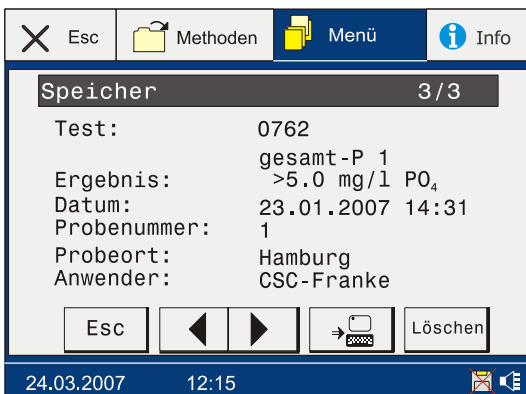 Esc Methoden Menü Info
Speicher 3/3
Test: 0762
gesamt-P 1
Ergebnis: >5.0 mg/l PO₄
Datum: 23.01.2007 14:31
Probenummer: 1
Probeort: Hamburg
Anwender: CSC-Franke
Esc Löschen
24.03.2007 12:15